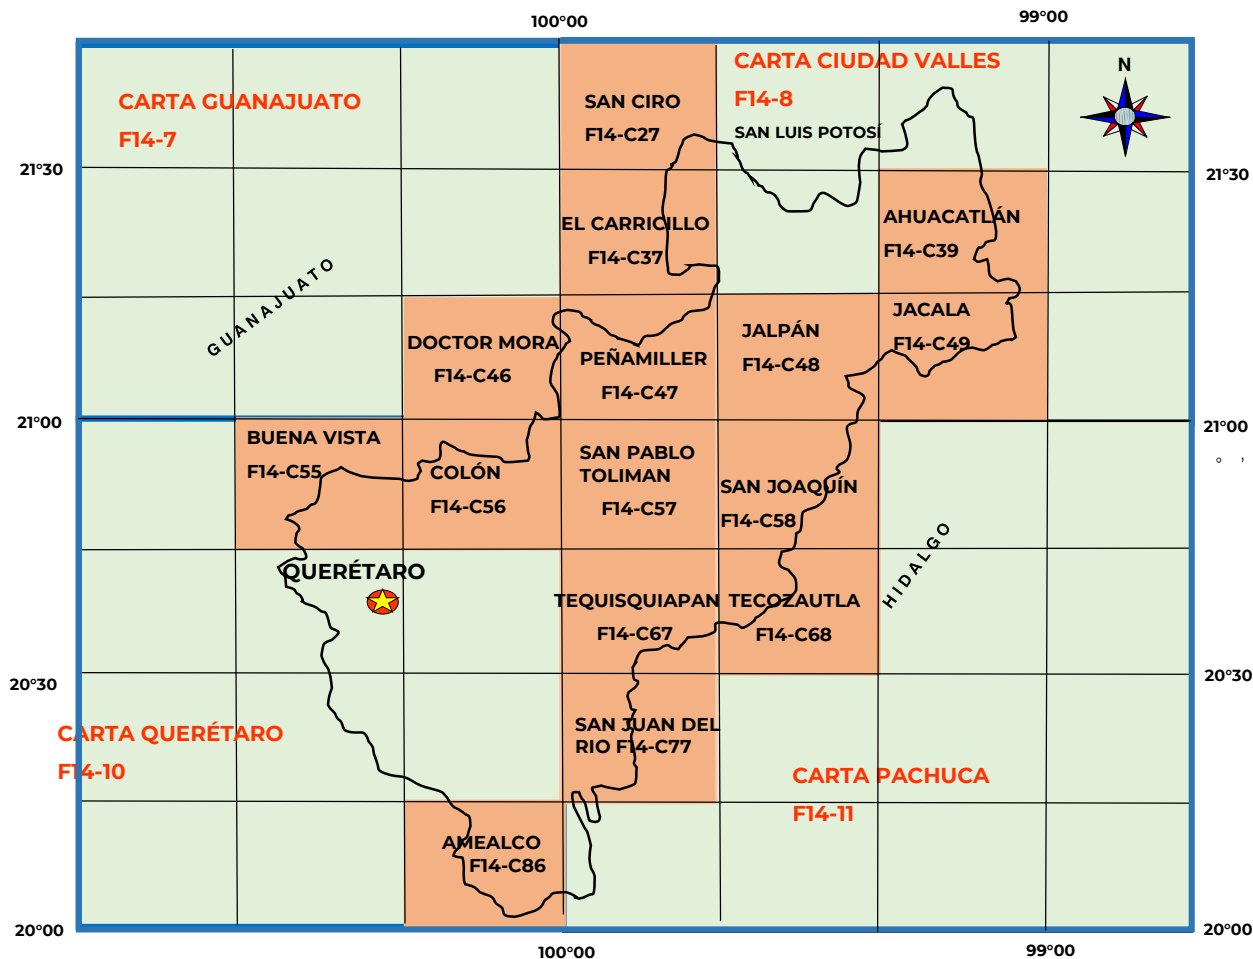 100°00
99°00
N
CARTA CIUDAD VALLES
F14-8
CARTA GUANAJUATO
F14-7
SAN CIRO
F14-C27
SAN LUIS POTOSÍ
21°30
21°30
EL CARRICILLO
F14-C37
AHUACATLÁN
F14-C39
GUANAJUATO
JACALA
F14-C49
DOCTOR MORA
F14-C46
PEÑAMILLER
F14-C47
JALPÁN
F14-C48
21°00
21°00
° ,
BUENA VISTA
F14-C55
COLÓN
F14-C56
SAN PABLO
TOLIMAN
F14-C57
SAN JOAQUÍN
F14-C58
HIDALGO
QUERÉTARO
TEQUISQUIAPAN
F14-C67
TECOZAUTLA
F14-C68
20°30
20°30
CARTA QUERÉTARO
F14-10
SAN JUAN DEL
RIO F14-C77
CARTA PACHUCA
F14-11
AMEALCO
F14-C86
20°00
20°00
100°00
99°00